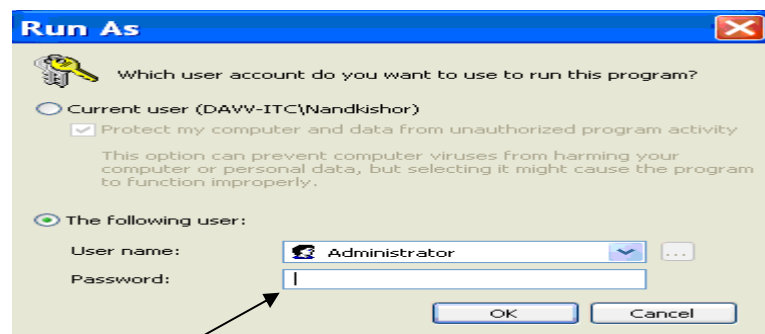 Run As
Which user account do you want to use to run this program?
Current user (DAVV-ITC\Nandkishor)
Protect my computer and data from unauthorized program activity
This option can prevent computer viruses from harming your
computer or personal data, but selecting it might cause the program
to function improperly.
The following user:
User name: Administrator ...
Password:
OK Cancel